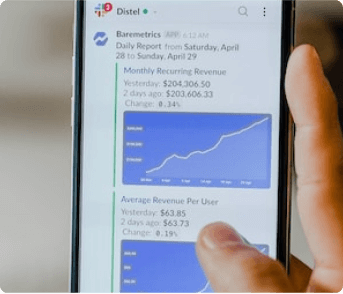 3
Distel
Baremetrics APP 6:12 AM
Daily Report from Saturday, April
28 to Sunday, April 29
Monthly Recurring Revenue
Yesterday: $204,306.50
2 days ago: $203,606.33
Change: 0.34%
Average Revenue Per User
Yesterday: $63.85
2 days ago: $63.73
Change: 0.19%